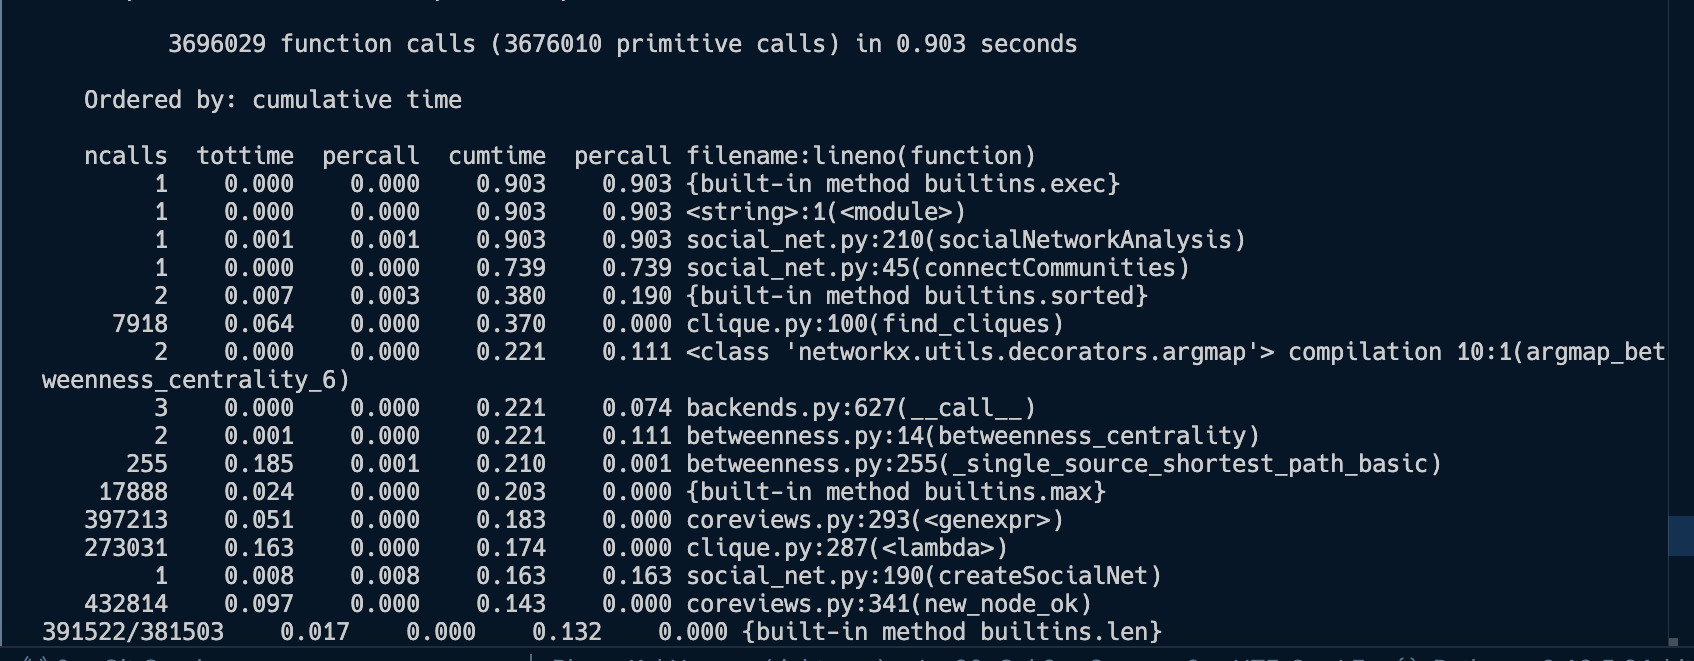 3696029 function calls (3676010 primitive calls) in 0.903 seconds
Ordered by: cumulative time
ncalls  tottime  percall  cumtime  percall filename:lineno(function)
1    0.000    0.000    0.903    0.903 {built-in method builtins.exec}
1    0.000    0.000    0.903    0.903 <string>:1(<module>)
1    0.001    0.001    0.903    0.903 social_net.py:210(socialNetworkAnalysis)
1    0.000    0.000    0.739    0.739 social_net.py:45(connectCommunities)
2    0.007    0.003    0.380    0.190 {built-in method builtins.sorted}
7918    0.064    0.000    0.370    0.000 clique.py:100(find_cliques)
2    0.000    0.000    0.221    0.111 <class 'networkx.utils.decorators.argmap'> compilation 10:1(argmap_bet
weenness_centrality_6)
3    0.000    0.000    0.221    0.074 backends.py:627(__call__)
2    0.001    0.000    0.221    0.111 betweenness.py:14(betweenness_centrality)
255    0.185    0.001    0.210    0.001 betweenness.py:255(_single_source_shortest_path_basic)
17888    0.024    0.000    0.203    0.000 {built-in method builtins.max}
397213    0.051    0.000    0.183    0.000 coreviews.py:293(<genexpr>)
273031    0.163    0.000    0.174    0.000 clique.py:287(<lambda>)
1    0.008    0.008    0.163    0.163 social_net.py:190(createSocialNet)
432814    0.097    0.000    0.143    0.000 coreviews.py:341(new_node_ok)
391522/381503    0.017    0.000    0.132    0.000 {built-in method builtins.len}